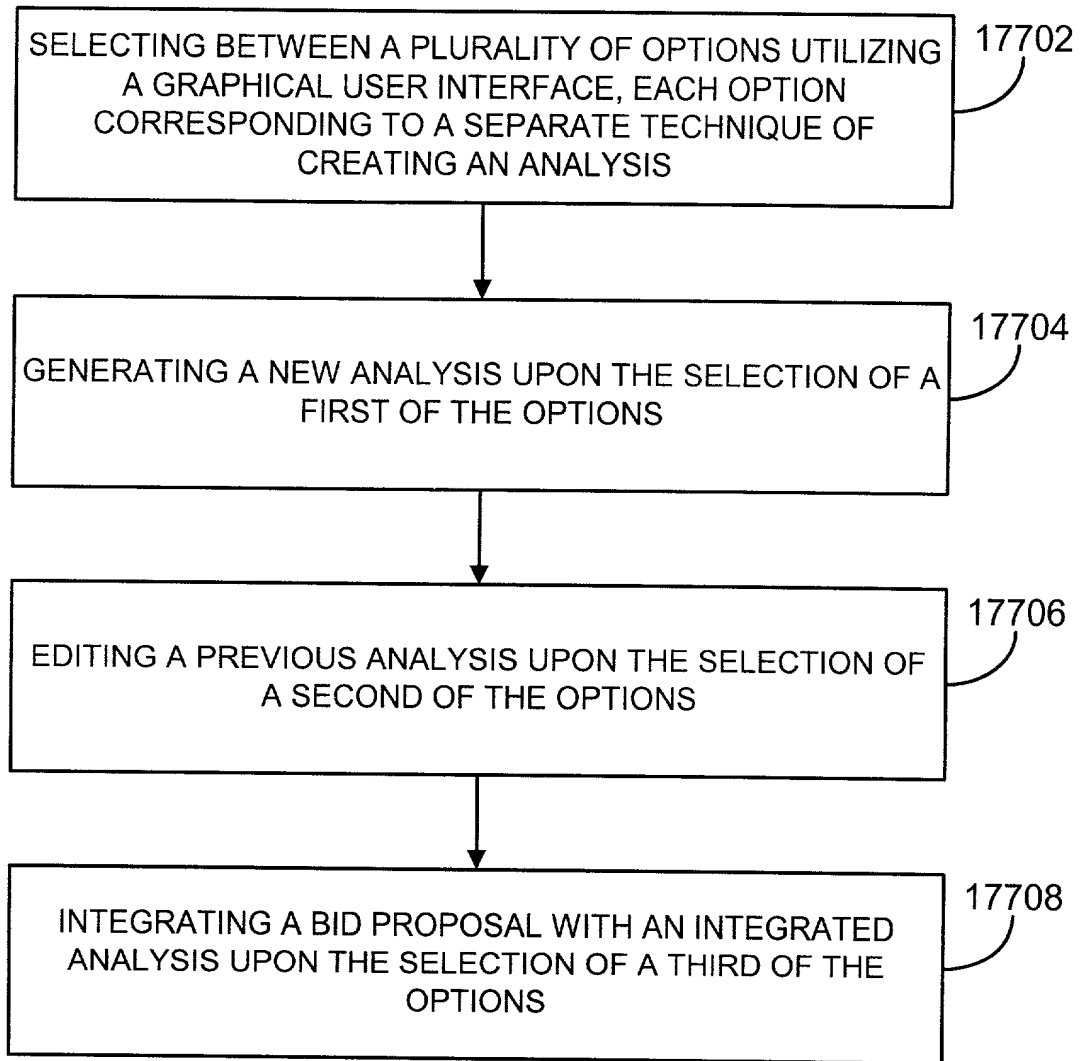 SELECTING BETWEEN A PLURALITY OF OPTIONS UTILIZING
A GRAPHICAL USER INTERFACE, EACH OPTION
CORRESPONDING TO A SEPARATE TECHNIQUE OF
CREATING AN ANALYSIS
17702
GENERATING A NEW ANALYSIS UPON THE SELECTION OF A
FIRST OF THE OPTIONS
17704
EDITING A PREVIOUS ANALYSIS UPON THE SELECTION OF
A SECOND OF THE OPTIONS
17706
INTEGRATING A BID PROPOSAL WITH AN INTEGRATED
ANALYSIS UPON THE SELECTION OF A THIRD OF THE
OPTIONS
17708